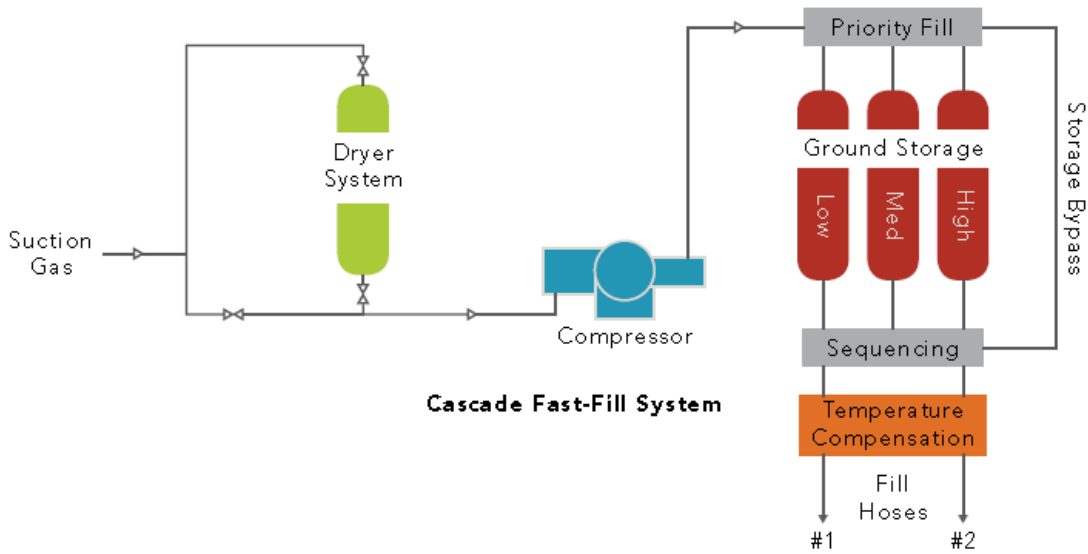 Priority Fill
Dryer
System
Ground Storage
Low
Med
High
Storage Bypass
Suction
Gas
Compressor
Sequencing
Cascade Fast-Fill System
Temperature
Compensation
Fill
Hoses
#1
#2